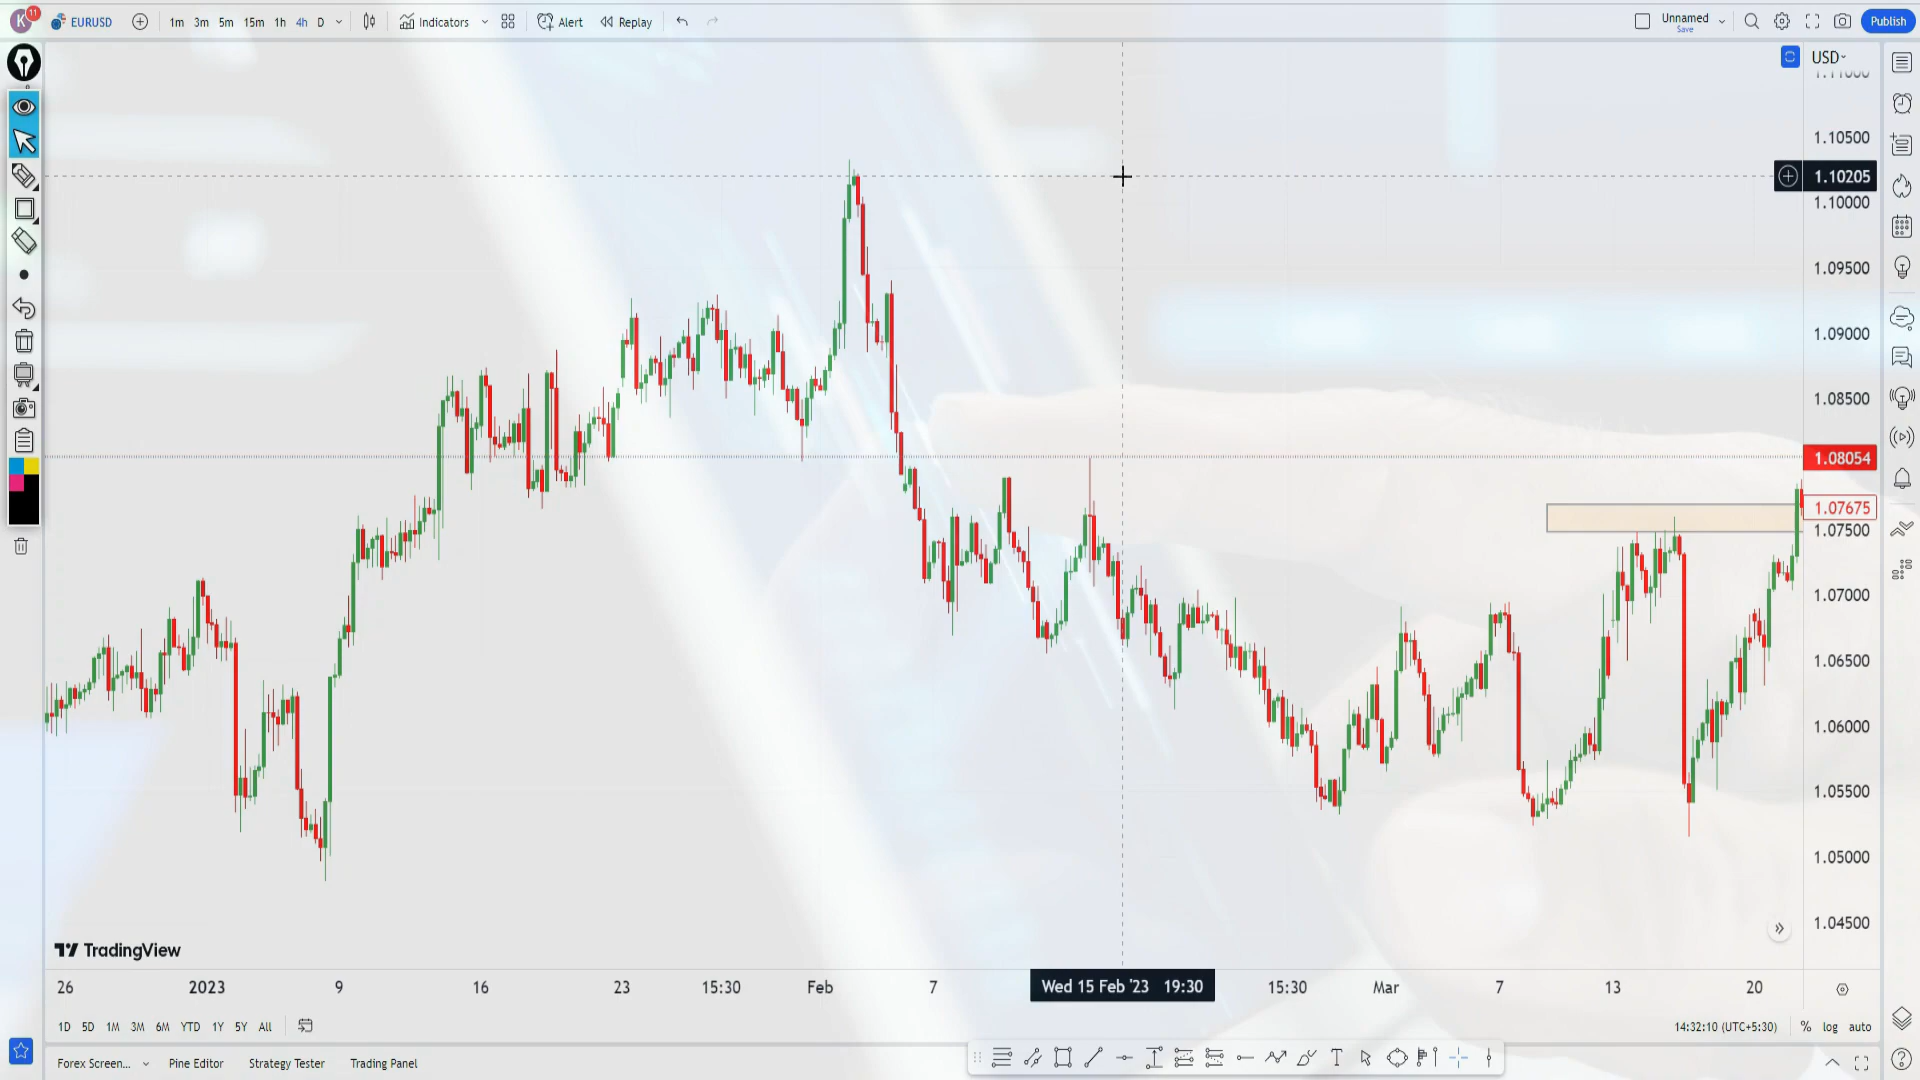 K 11 EURUSD 1m 3m 5m 15m 1h 4h D Indicators Alert Replay Unnamed Save Publish
USD
1.10500
1.10205
1.10000
1.09500
1.09000
1.08500
1.08054
1.07675
1.07500
1.07000
1.06500
1.06000
1.05500
1.05000
1.04500
TradingView
26 2023 9 16 23 15:30 Feb 7 Wed 15 Feb '23 19:30 15:30 Mar 7 13 20
1D 5D 1M 3M 6M YTD 1Y 5Y All 14:32:10 (UTC+5:30) % log auto
Forex Screen... Pine Editor Strategy Tester Trading Panel